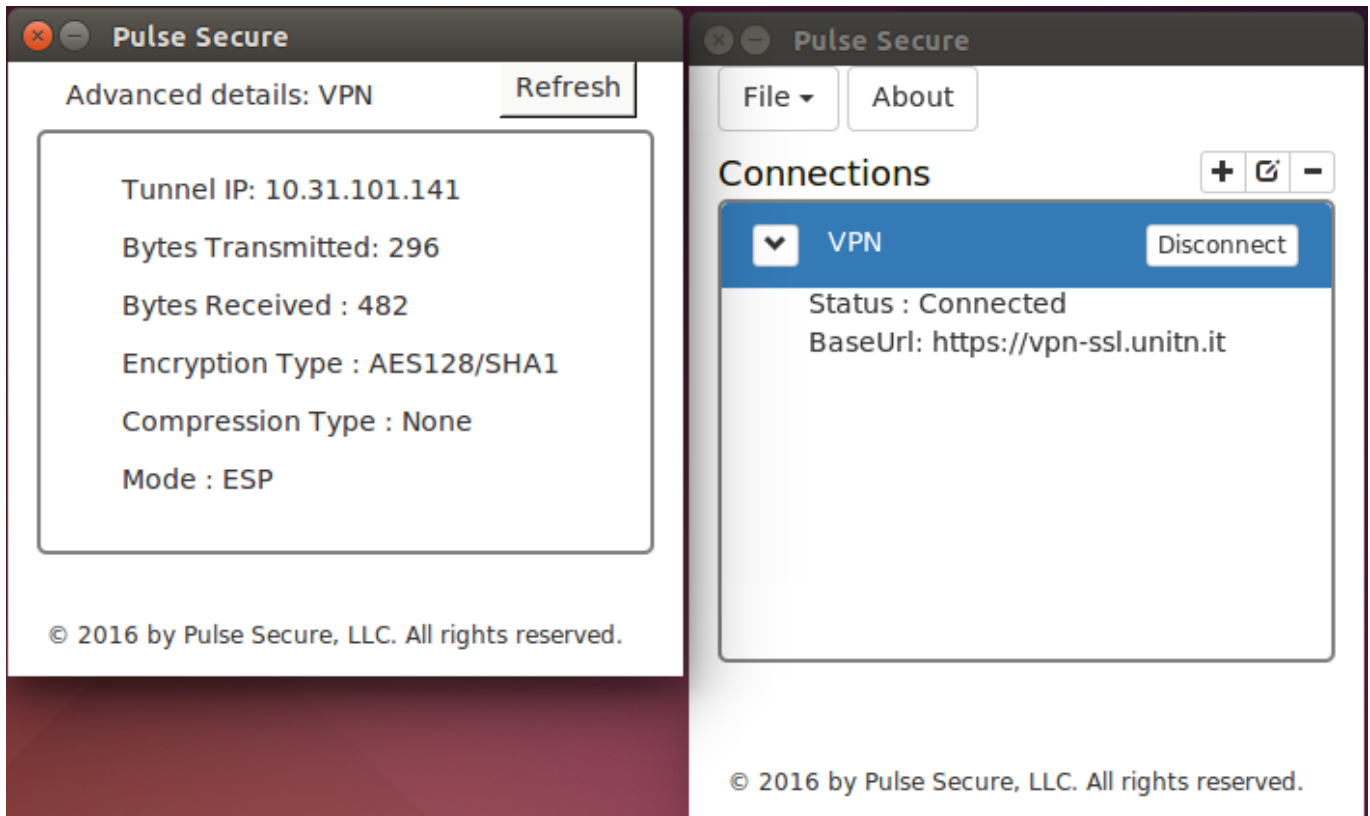 Pulse Secure
Advanced details: VPN
Refresh
Tunnel IP: 10.31.101.141
Bytes Transmitted: 296
Bytes Received : 482
Encryption Type : AES128/SHA1
Compression Type : None
Mode : ESP
© 2016 by Pulse Secure, LLC. All rights reserved.
Pulse Secure
File
About
Connections
VPN
Disconnect
Status : Connected
BaseUrl: https://vpn-ssl.unitn.it
© 2016 by Pulse Secure, LLC. All rights reserved.